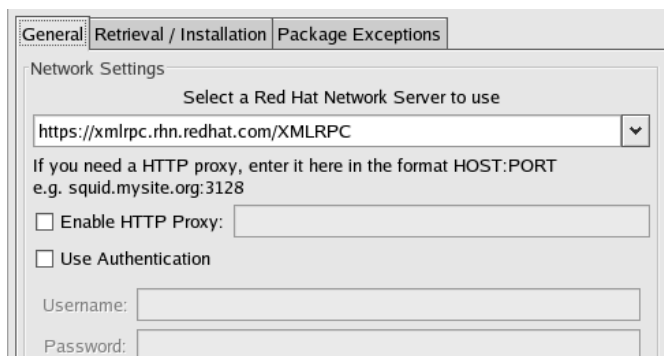 General Retrieval / Installation Package Exceptions
Network Settings
Select a Red Hat Network Server to use
https://xmlrpc.rhn.redhat.com/XMLRPC
If you need a HTTP proxy, enter it here in the format HOST:PORT
e.g. squid.mysite.org:3128
Enable HTTP Proxy:
Use Authentication
Username:
Password: